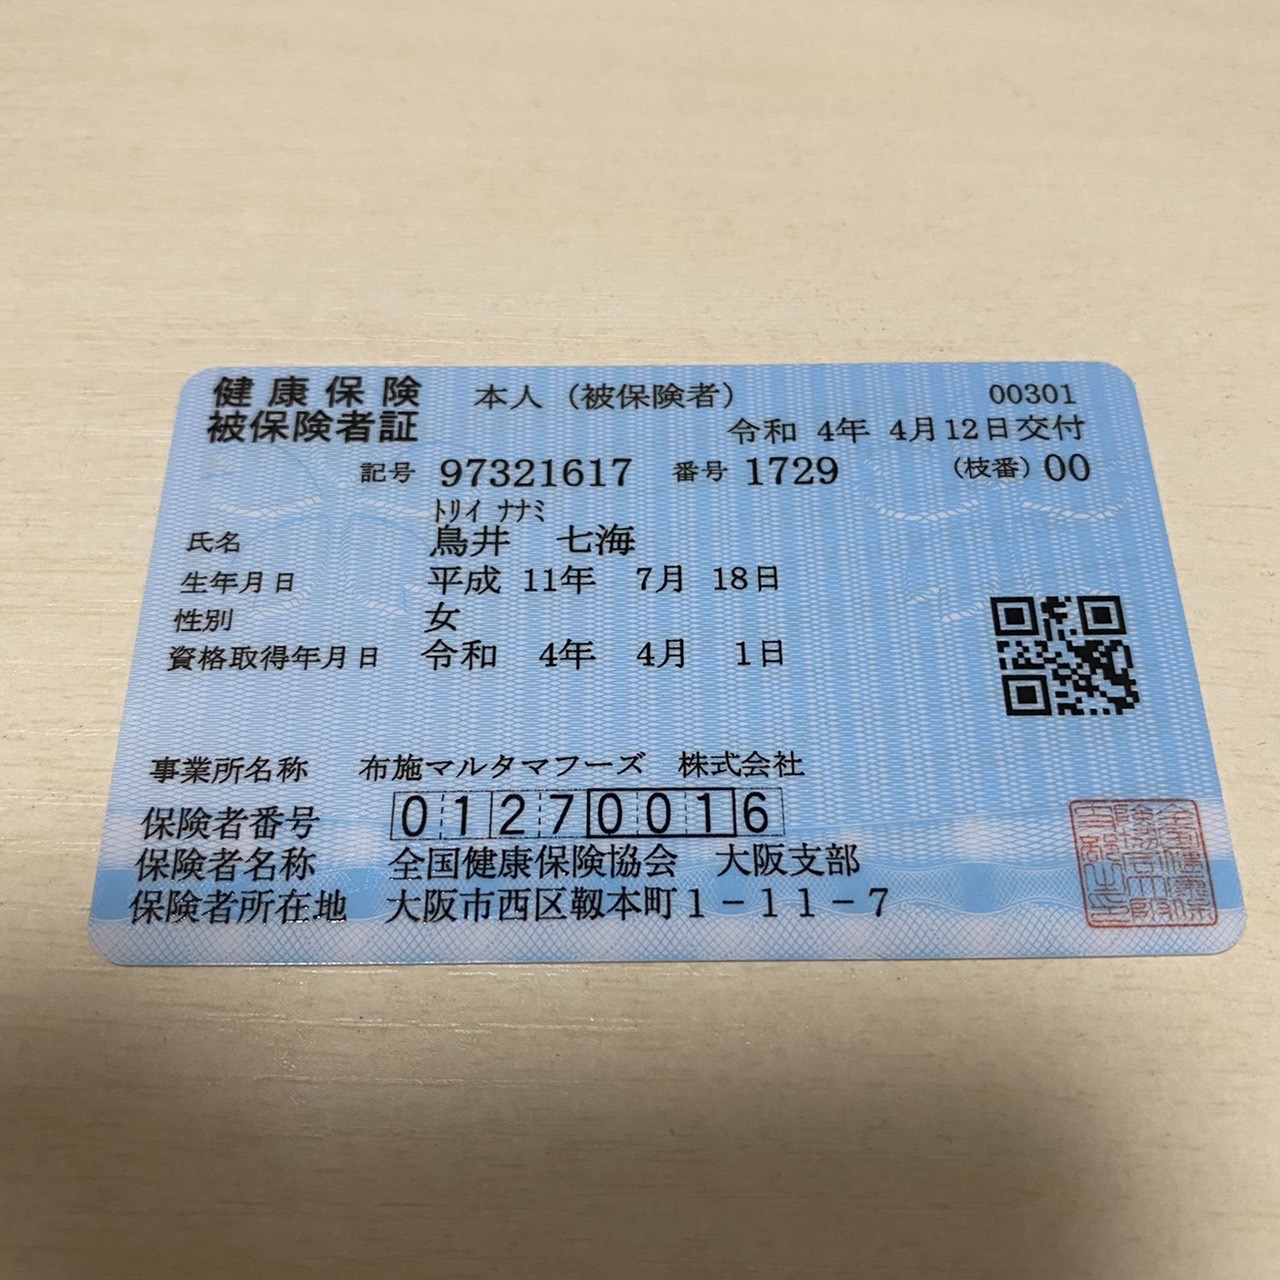 健康保険 本人（被保険者） 00301
被保険者証 令和 4年 4月12日交付
記号 97321617 番号 1729 （枝番）00
ﾄﾘｲ ﾅﾅﾐ
氏名 鳥井 七海
生年月日 平成 11年 7月 18日
性別 女
資格取得年月日 令和 4年 4月 1日
事業所名称 布施マルタマフーズ 株式会社
保険者番号 01270016
保険者名称 全国健康保険協会 大阪支部
保険者所在地 大阪市西区靱本町1－11－7